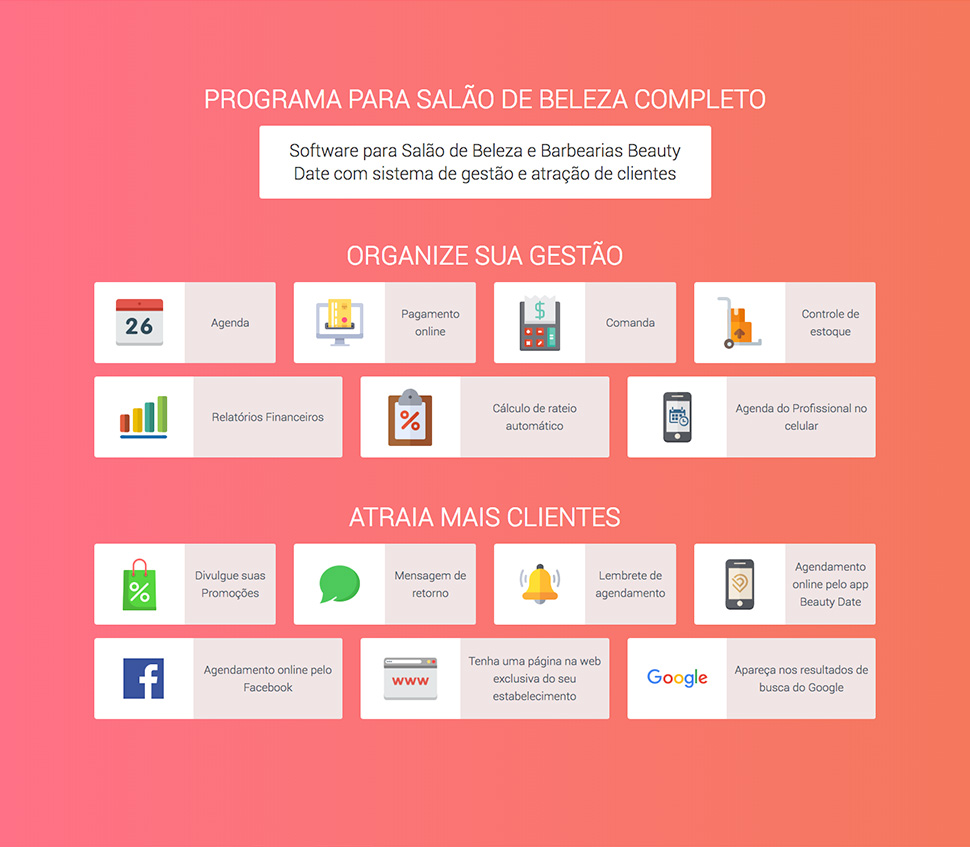 PROGRAMA PARA SALÃO DE BELEZA COMPLETO
Software para Salão de Beleza e Barbearias Beauty
Date com sistema de gestão e atração de clientes
ORGANIZE SUA GESTÃO
26
Agenda
Pagamento
online
$
Comanda
Controle de
estoque
Relatórios Financeiros
%
Cálculo de rateio
automático
Agenda do Profissional no
celular
ATRAIA MAIS CLIENTES
%
Divulgue suas
Promoções
Mensagem de
retorno
Lembrete de
agendamento
Agendamento
online pelo app
Beauty Date
f
Agendamento online pelo
Facebook
www
Tenha uma página na web
exclusiva do seu
estabelecimento
Google
Apareça nos resultados de
busca do Google